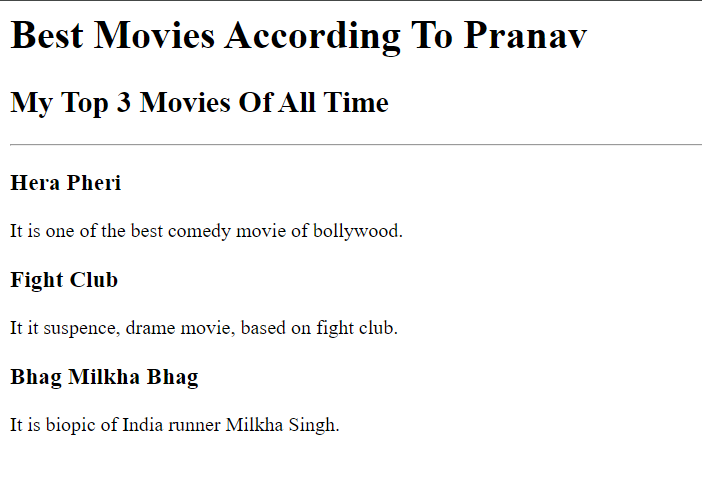 Best Movies According To Pranav
My Top 3 Movies Of All Time
Hera Pheri
It is one of the best comedy movie of bollywood.
Fight Club
It it suspence, drame movie, based on fight club.
Bhag Milkha Bhag
It is biopic of India runner Milkha Singh.